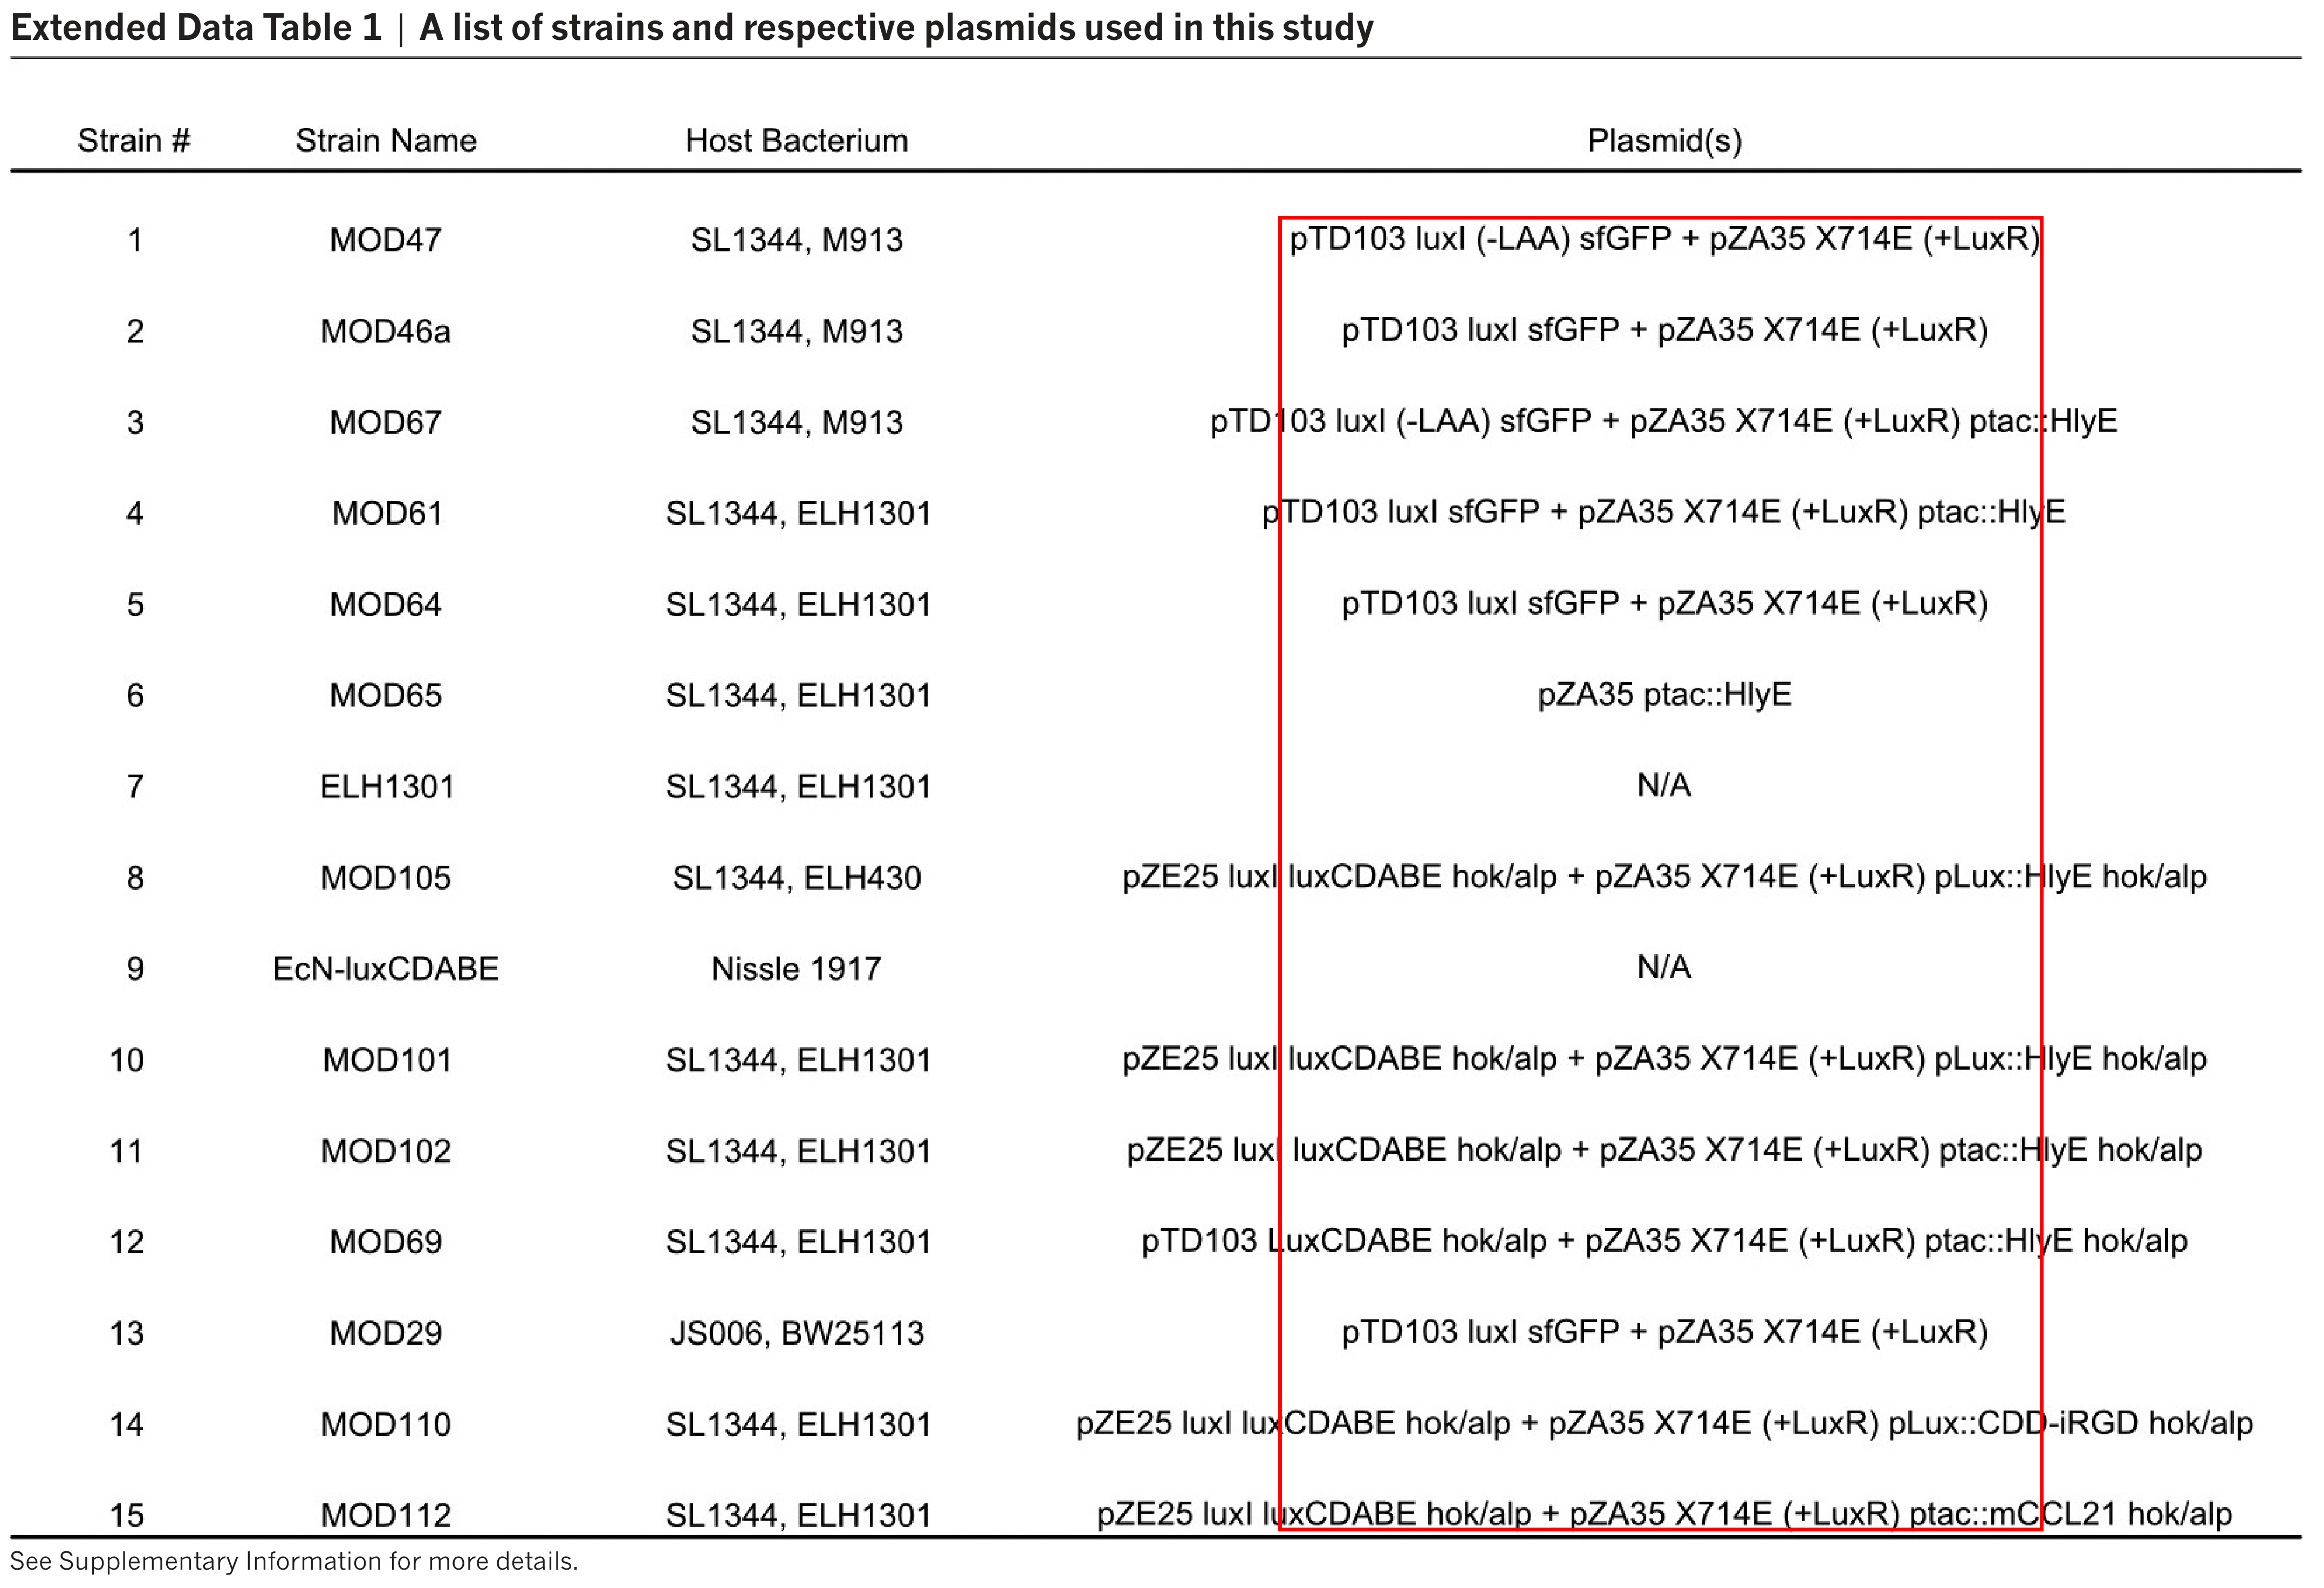 Extended Data Table 1 | A list of strains and respective plasmids used in this study
Strain # Strain Name Host Bacterium Plasmid(s)
1 MOD47 SL1344, M913 pTD103 luxI (-LAA) sfGFP + pZA35 X714E (+LuxR)
2 MOD46a SL1344, M913 pTD103 luxI sfGFP + pZA35 X714E (+LuxR)
3 MOD67 SL1344, M913 pTD103 luxI (-LAA) sfGFP + pZA35 X714E (+LuxR) ptac::HlyE
4 MOD61 SL1344, ELH1301 pTD103 luxI sfGFP + pZA35 X714E (+LuxR) ptac::HlyE
5 MOD64 SL1344, ELH1301 pTD103 luxI sfGFP + pZA35 X714E (+LuxR)
6 MOD65 SL1344, ELH1301 pZA35 ptac::HlyE
7 ELH1301 SL1344, ELH1301 N/A
8 MOD105 SL1344, ELH430 pZE25 luxI luxCDABE hok/alp + pZA35 X714E (+LuxR) pLux::HlyE hok/alp
9 EcN-luxCDABE Nissle 1917 N/A
10 MOD101 SL1344, ELH1301 pZE25 luxI luxCDABE hok/alp + pZA35 X714E (+LuxR) pLux::HlyE hok/alp
11 MOD102 SL1344, ELH1301 pZE25 luxI luxCDABE hok/alp + pZA35 X714E (+LuxR) ptac::HlyE hok/alp
12 MOD69 SL1344, ELH1301 pTD103 LuxCDABE hok/alp + pZA35 X714E (+LuxR) ptac::HlyE hok/alp
13 MOD29 JS006, BW25113 pTD103 luxI sfGFP + pZA35 X714E (+LuxR)
14 MOD110 SL1344, ELH1301 pZE25 luxI luxCDABE hok/alp + pZA35 X714E (+LuxR) pLux::CDD-iRGD hok/alp
15 MOD112 SL1344, ELH1301 pZE25 luxI luxCDABE hok/alp + pZA35 X714E (+LuxR) ptac::mCCL21 hok/alp
See Supplementary Information for more details.